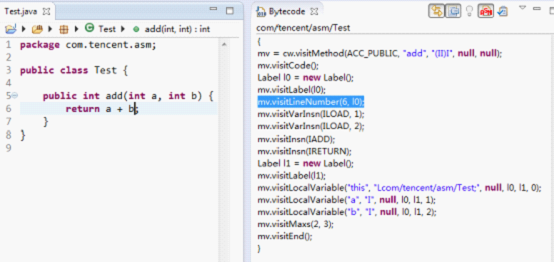 Test.java
Test
add(int, int) : int
1 package com.tencent.asm;
2
3 public class Test {
4
5 public int add(int a, int b) {
6 return a + b;
7 }
8 }
9
Bytecode
com/tencent/asm/Test
{
mv = cw.visitMethod(ACC_PUBLIC, "add", "(II)I", null, null);
mv.visitCode();
Label l0 = new Label();
mv.visitLabel(l0);
mv.visitLineNumber(6, l0);
mv.visitVarInsn(ILOAD, 1);
mv.visitVarInsn(ILOAD, 2);
mv.visitInsn(IADD);
mv.visitInsn(IRETURN);
Label l1 = new Label();
mv.visitLabel(l1);
mv.visitLocalVariable("this", "Lcom/tencent/asm/Test;", null, l0, l1, 0);
mv.visitLocalVariable("a", "I", null, l0, l1, 1);
mv.visitLocalVariable("b", "I", null, l0, l1, 2);
mv.visitMaxs(2, 3);
mv.visitEnd();
}